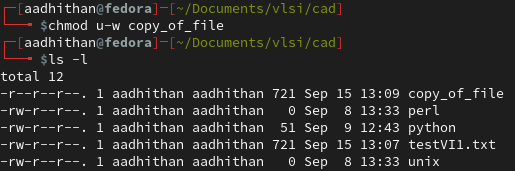 ┌─[aadhithan@fedora]─[~/Documents/vlsi/cad]
└──╼ $chmod u-w copy_of_file
┌─[aadhithan@fedora]─[~/Documents/vlsi/cad]
└──╼ $ls -l
total 12
-r--r--r--. 1 aadhithan aadhithan 721 Sep 15 13:09 copy_of_file
-rw-r--r--. 1 aadhithan aadhithan   0 Sep  8 13:33 perl
-rw-r--r--. 1 aadhithan aadhithan  51 Sep  9 12:43 python
-rw-r--r--. 1 aadhithan aadhithan 721 Sep 15 13:07 testVI1.txt
-rw-r--r--. 1 aadhithan aadhithan   0 Sep  8 13:33 unix